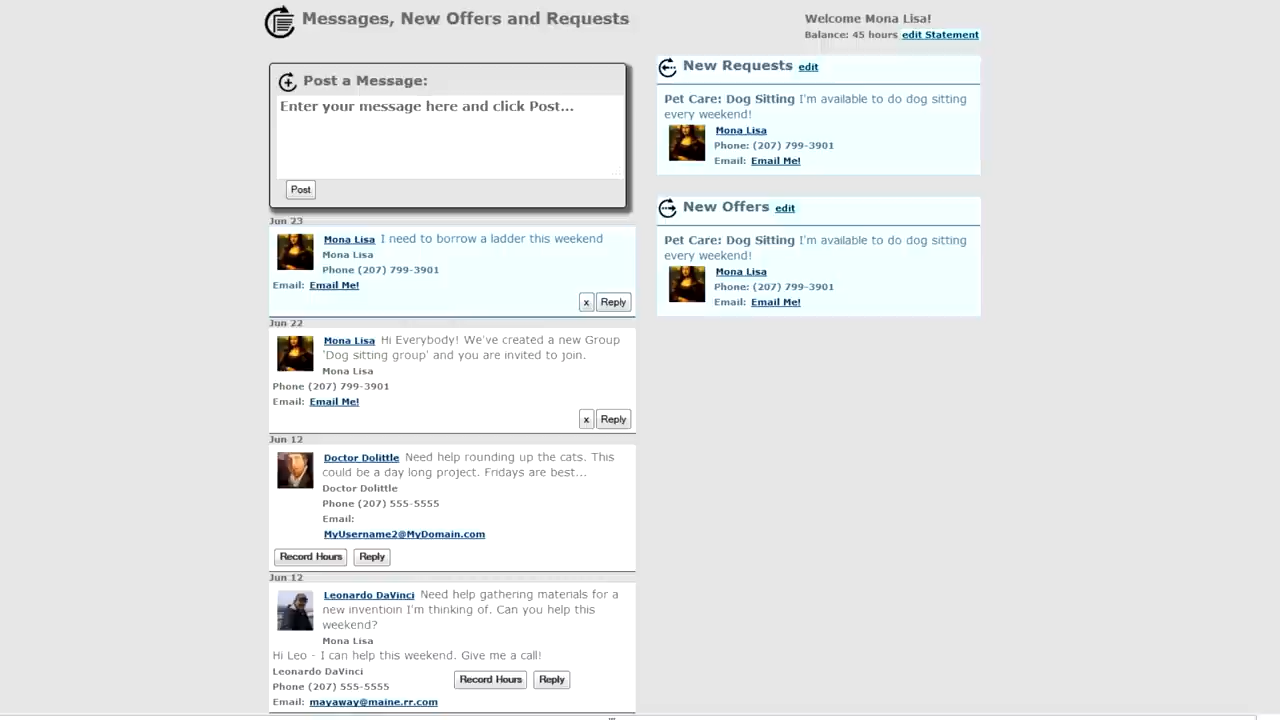 Messages, New Offers and Requests
Welcome Mona Lisa!
Balance: 45 hours edit Statement
Post a Message:
Enter your message here and click Post...
Post
Jun 23
Mona Lisa I need to borrow a ladder this weekend
Mona Lisa
Phone (207) 799-3901
Email: Email Me!
x Reply
Jun 22
Mona Lisa Hi Everybody! We've created a new Group
'Dog sitting group' and you are invited to join.
Mona Lisa
Phone (207) 799-3901
Email: Email Me!
x Reply
Jun 12
Doctor Dolittle Need help rounding up the cats. This
could be a day long project. Fridays are best...
Doctor Dolittle
Phone (207) 555-5555
Email:
MyUsername2@MyDomain.com
Record Hours Reply
Jun 12
Leonardo DaVinci Need help gathering materials for a
new inventioin I'm thinking of. Can you help this
weekend?
Mona Lisa
Hi Leo - I can help this weekend. Give me a call!
Leonardo DaVinci
Record Hours Reply
Phone (207) 555-5555
Email: mayaway@maine.rr.com
New Requests edit
Pet Care: Dog Sitting I'm available to do dog sitting
every weekend!
Mona Lisa
Phone: (207) 799-3901
Email: Email Me!
New Offers edit
Pet Care: Dog Sitting I'm available to do dog sitting
every weekend!
Mona Lisa
Phone: (207) 799-3901
Email: Email Me!